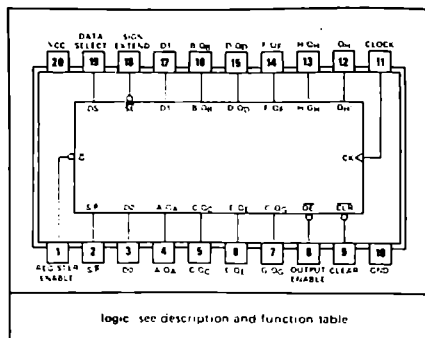 VCC DATA SELECT SIGN EXTEND D1 B/QB D/QD F/QF H/QH QH' CLOCK
20 19 18 17 16 15 14 13 12 11
DS SE D1 B/QB D/QD F/QF H/QH QH'
G CK
S/P D0 A/QA C/QC E/QE G/QG OE CLR
1 2 3 4 5 6 7 8 9 10
REGISTER ENABLE S/P D0 A/QA C/QC E/QE G/QG OUTPUT ENABLE CLEAR GND
logic see description and function table